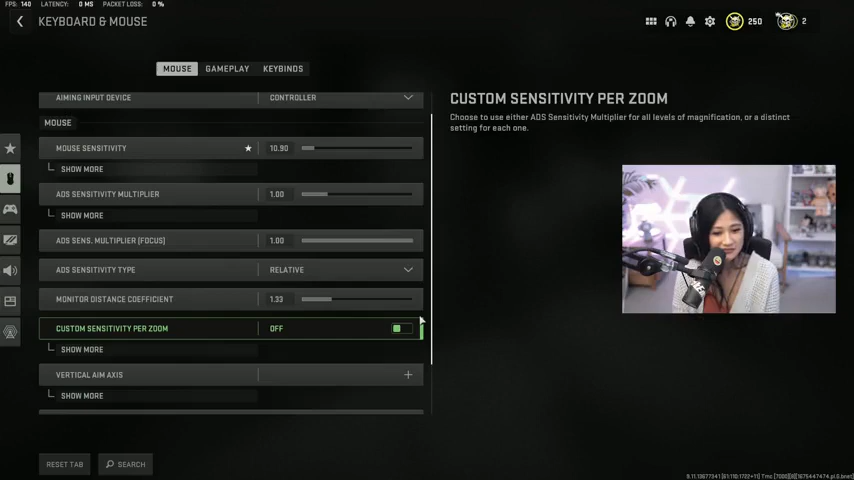 FPS: 140 LATENCY: 0 MS PACKET LOSS: 0 %
KEYBOARD & MOUSE
250
2
MOUSE GAMEPLAY KEYBINDS
AIMING INPUT DEVICE CONTROLLER
MOUSE
MOUSE SENSITIVITY 10.90
SHOW MORE
ADS SENSITIVITY MULTIPLIER 1.00
SHOW MORE
ADS SENS. MULTIPLIER (FOCUS) 1.00
ADS SENSITIVITY TYPE RELATIVE
MONITOR DISTANCE COEFFICIENT 1.33
CUSTOM SENSITIVITY PER ZOOM OFF
SHOW MORE
VERTICAL AIM AXIS
SHOW MORE
CUSTOM SENSITIVITY PER ZOOM
Choose to use either ADS Sensitivity Multiplier for all levels of magnification, or a distinct
setting for each one.
RESET TAB SEARCH